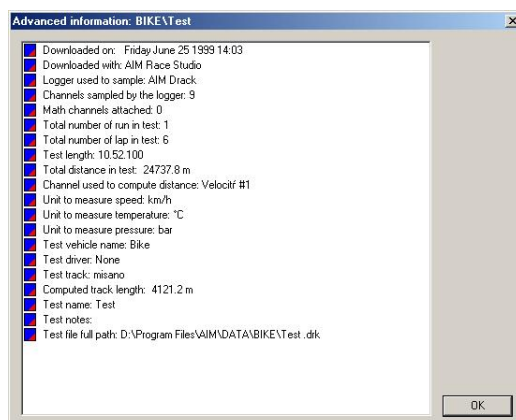 Advanced information: BIKE\Test
Downloaded on: Friday June 25 1999 14:03
Downloaded with: AIM Race Studio
Logger used to sample: AIM Drack
Channels sampled by the logger: 9
Math channels attached: 0
Total number of run in test: 1
Total number of lap in test: 6
Test length: 10.52.100
Total distance in test: 24737.8 m
Channel used to compute distance: Velocitŕ #1
Unit to measure speed: km/h
Unit to measure temperature: °C
Unit to measure pressure: bar
Test vehicle name: Bike
Test driver: None
Test track: misano
Computed track length: 4121.2 m
Test name: Test
Test notes:
Test file full path: D:\Program Files\AIM\DATA\BIKE\Test .drk
OK